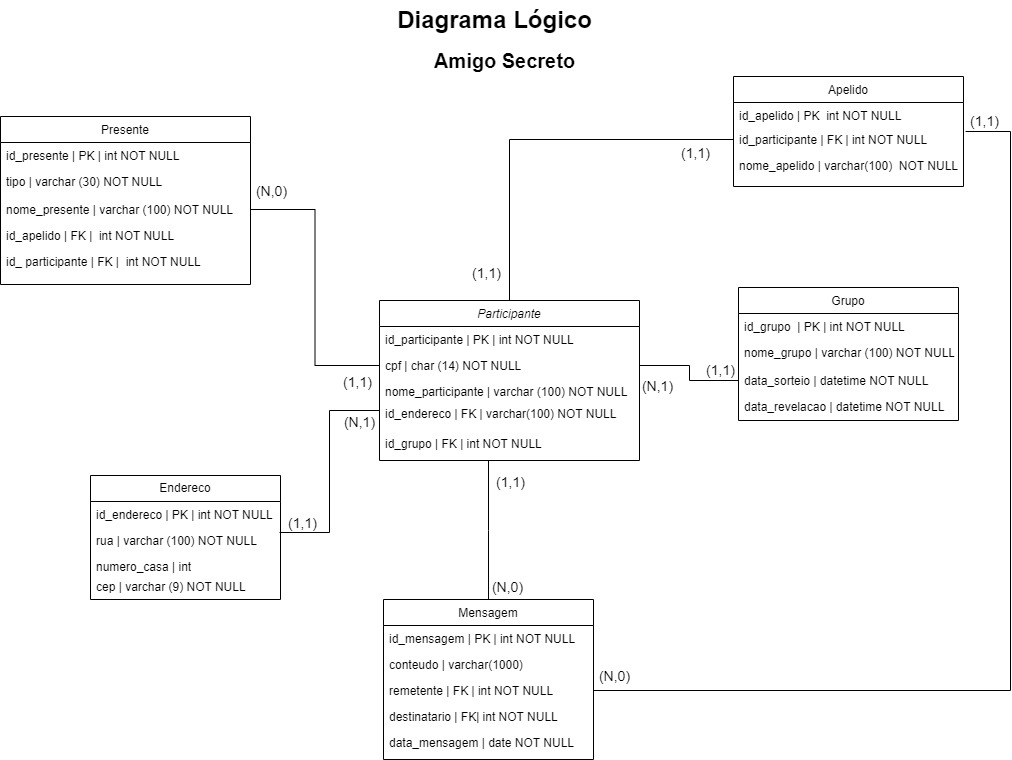 Diagrama Lógico
Amigo Secreto
Apelido
id_apelido | PK  int NOT NULL
id_participante | FK | int NOT NULL
nome_apelido | varchar(100)  NOT NULL
(1,1)
(1,1)
Presente
id_presente | PK | int NOT NULL
tipo | varchar (30) NOT NULL
nome_presente | varchar (100) NOT NULL
id_apelido | FK |  int NOT NULL
id_ participante | FK |  int NOT NULL
(N,0)
(1,1)
Participante
id_participante | PK | int NOT NULL
cpf | char (14) NOT NULL
nome_participante | varchar (100) NOT NULL
id_endereco | FK | varchar(100) NOT NULL
id_grupo | FK | int NOT NULL
(1,1)
(N,1)
(N,1)
(1,1)
(1,1)
Grupo
id_grupo  | PK | int NOT NULL
nome_grupo | varchar (100) NOT NULL
data_sorteio | datetime NOT NULL
data_revelacao | datetime NOT NULL
Endereco
id_endereco | PK | int NOT NULL
rua | varchar (100) NOT NULL
numero_casa | int
cep | varchar (9) NOT NULL
(1,1)
(N,0)
Mensagem
id_mensagem | PK | int NOT NULL
conteudo | varchar(1000)
remetente | FK | int NOT NULL
destinatario | FK| int NOT NULL
data_mensagem | date NOT NULL
(N,0)